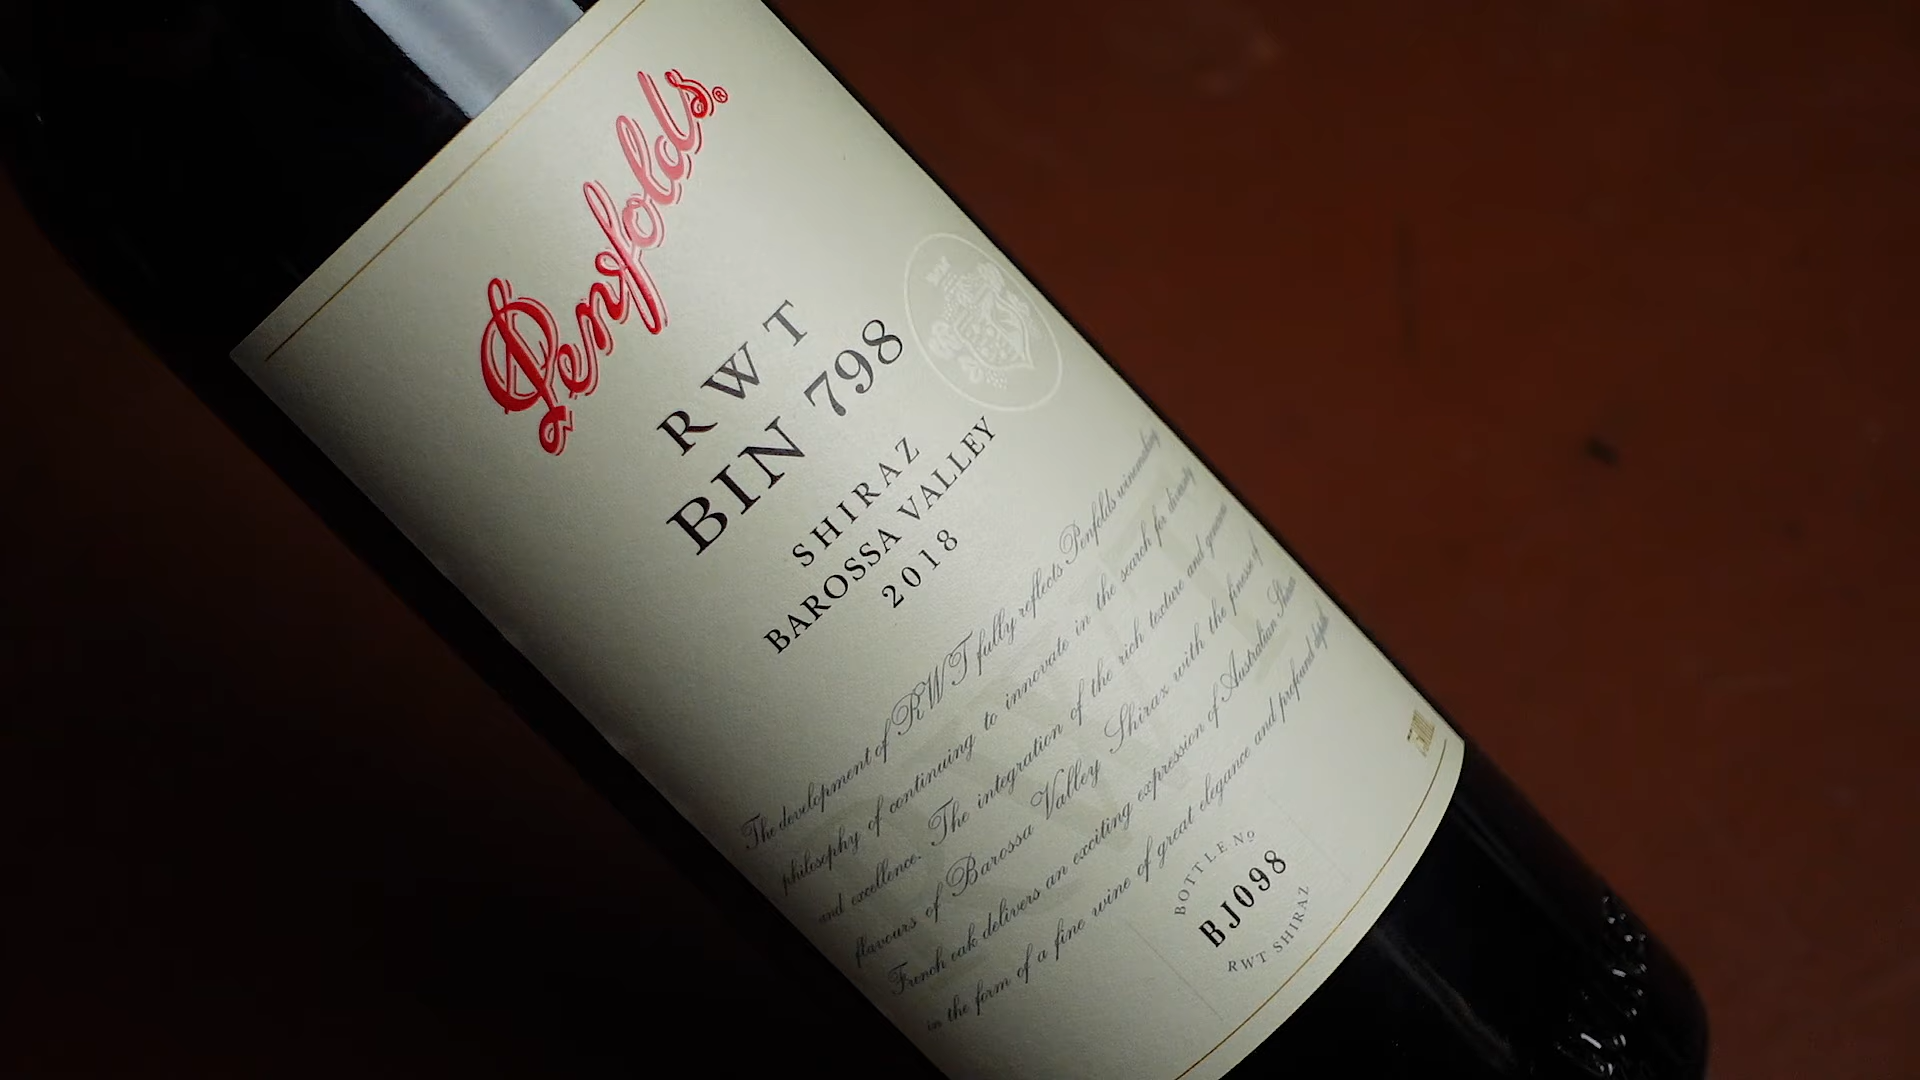 Penfolds®
RWT
BIN 798
SHIRAZ
BAROSSA VALLEY
2018
The development of RWT fully reflects Penfolds winemaking
philosophy of continuing to innovate in the search for diversity
and excellence. The integration of the rich texture and generous
flavours of Barossa Valley Shiraz with the finesse of
French oak delivers an exciting expression of Australian Shiraz
in the form of a fine wine of great elegance and profound depth
750ML
BOTTLE No
BJ098
RWT SHIRAZ